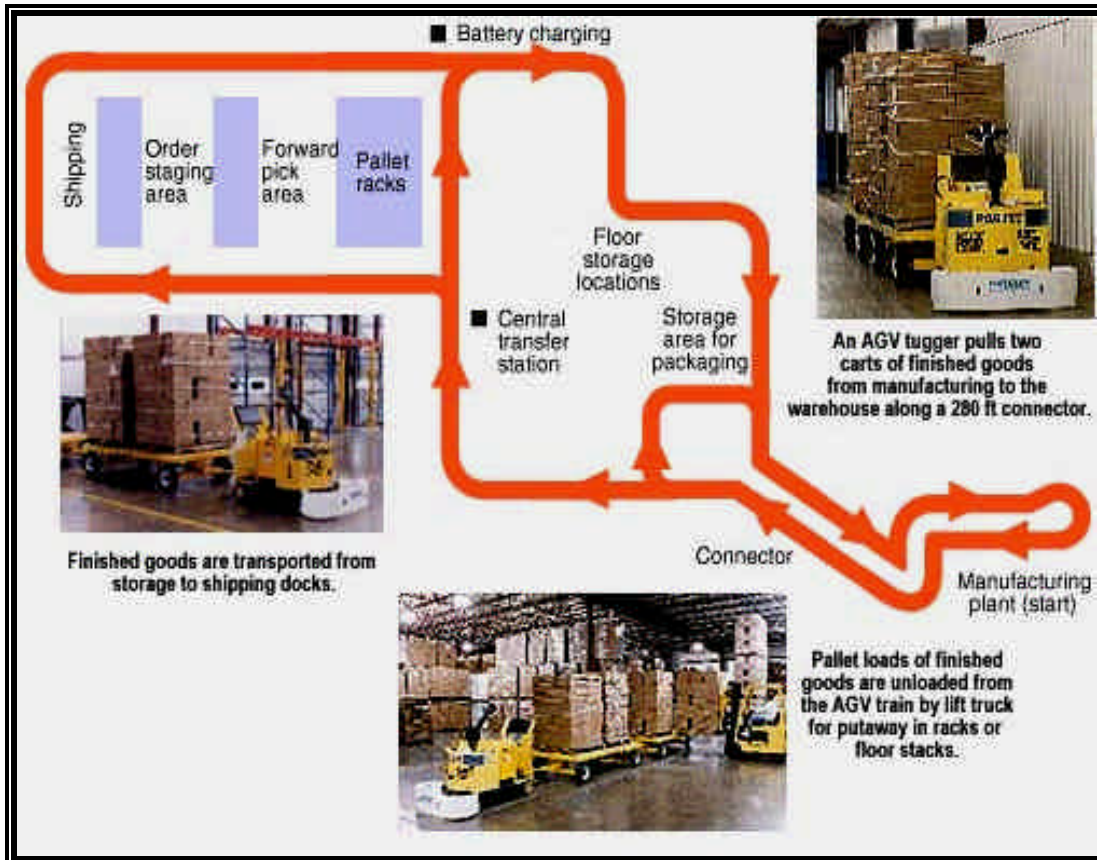 Battery charging
Shipping
Order
staging
area
Forward
pick
area
Pallet
racks
Floor
storage
locations
Central
transfer
station
Storage
area for
packaging
An AGV tugger pulls two
carts of finished goods
from manufacturing to the
warehouse along a 280 ft connector.
Finished goods are transported from
storage to shipping docks.
Connector
Manufacturing
plant (start)
Pallet loads of finished
goods are unloaded from
the AGV train by lift truck
for putaway in racks or
floor stacks.